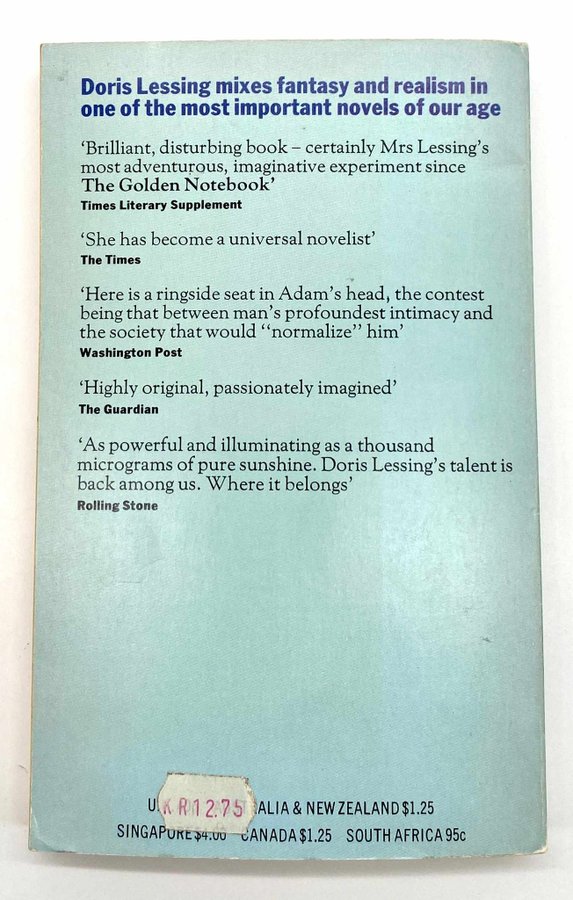 Doris Lessing mixes fantasy and realism in
one of the most important novels of our age
‘Brilliant, disturbing book – certainly Mrs Lessing’s
most adventurous, imaginative experiment since
The Golden Notebook’
Times Literary Supplement
‘She has become a universal novelist’
The Times
‘Here is a ringside seat in Adam’s head, the contest
being that between man’s profoundest intimacy and
the society that would “normalize” him’
Washington Post
‘Highly original, passionately imagined’
The Guardian
‘As powerful and illuminating as a thousand
micrograms of pure sunshine. Doris Lessing’s talent is
back among us. Where it belongs’
Rolling Stone
KR12.75
& NEW ZEALAND $1.25
SINGAPORE $4.00 CANADA $1.25 SOUTH AFRICA 95c